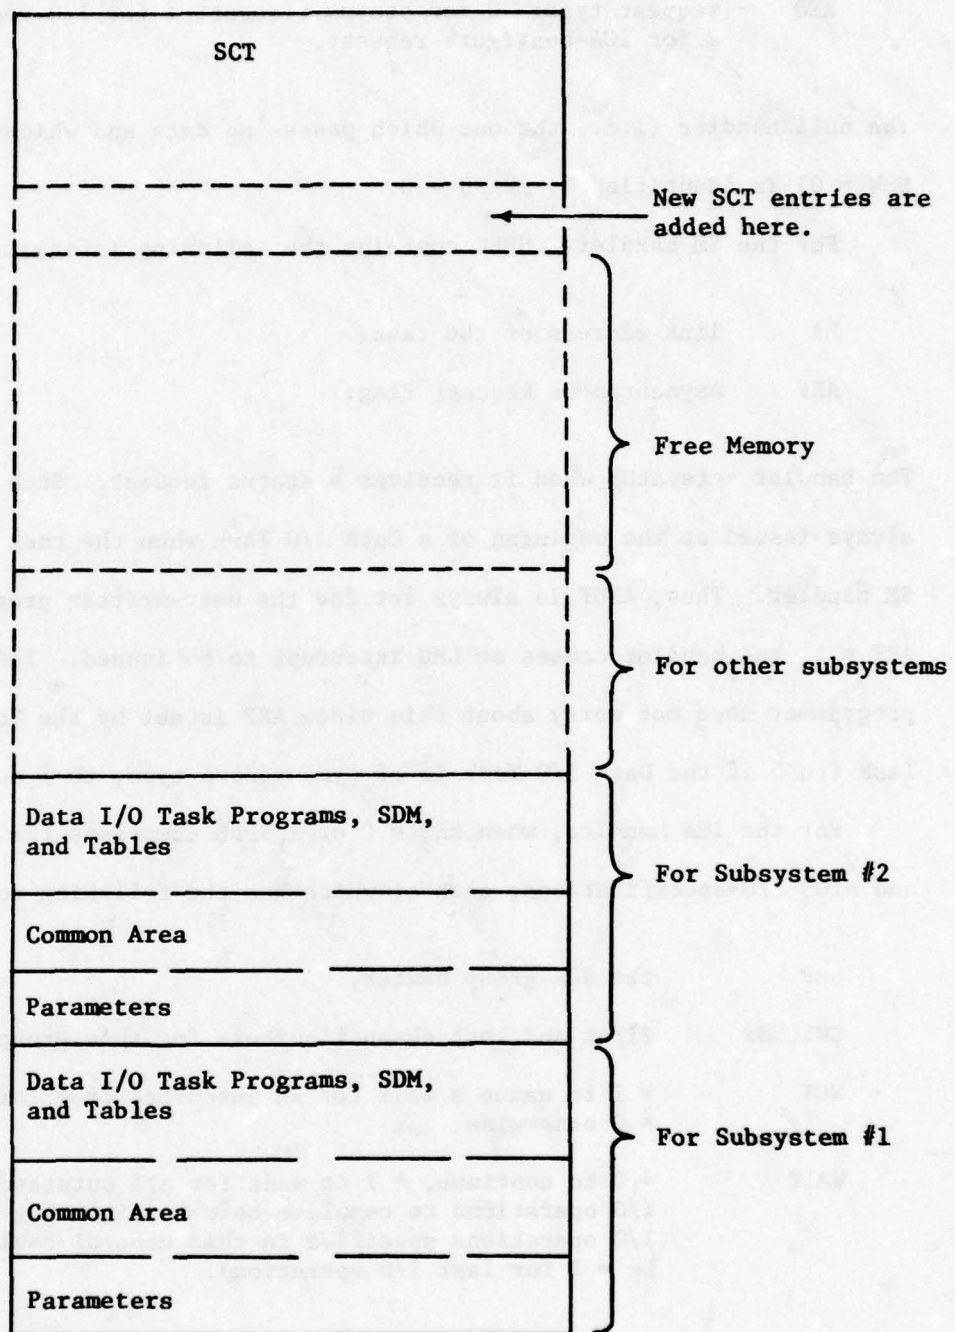 SCT
New SCT entries are
added here.
Free Memory
For other subsystems
Data I/O Task Programs, SDM,
and Tables
For Subsystem #2
Common Area
Parameters
Data I/O Task Programs, SDM,
and Tables
For Subsystem #1
Common Area
Parameters